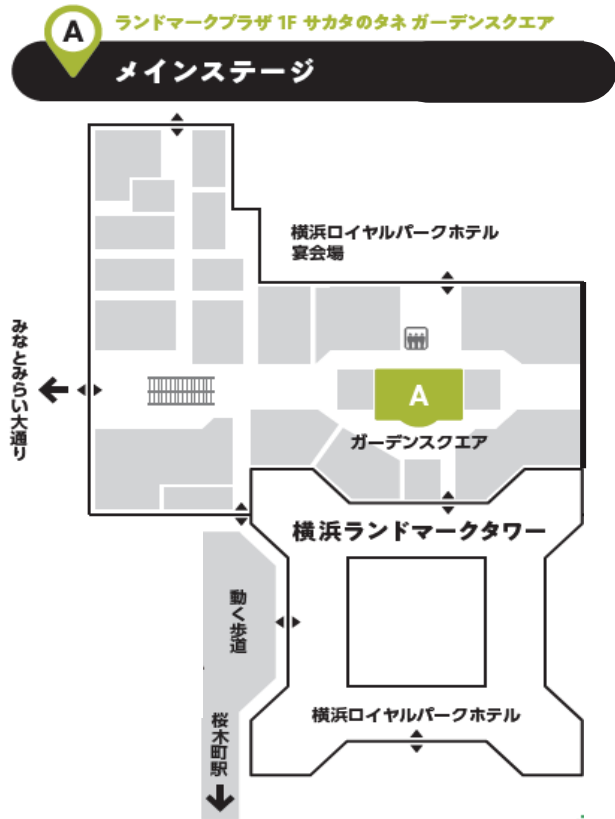 A
ランドマークプラザ 1F サカタのタネ ガーデンスクエア
メインステージ
横浜ロイヤルパークホテル
宴会場
みなとみらい大通り
A
ガーデンスクエア
横浜ランドマークタワー
動く歩道
横浜ロイヤルパークホテル
桜木町駅